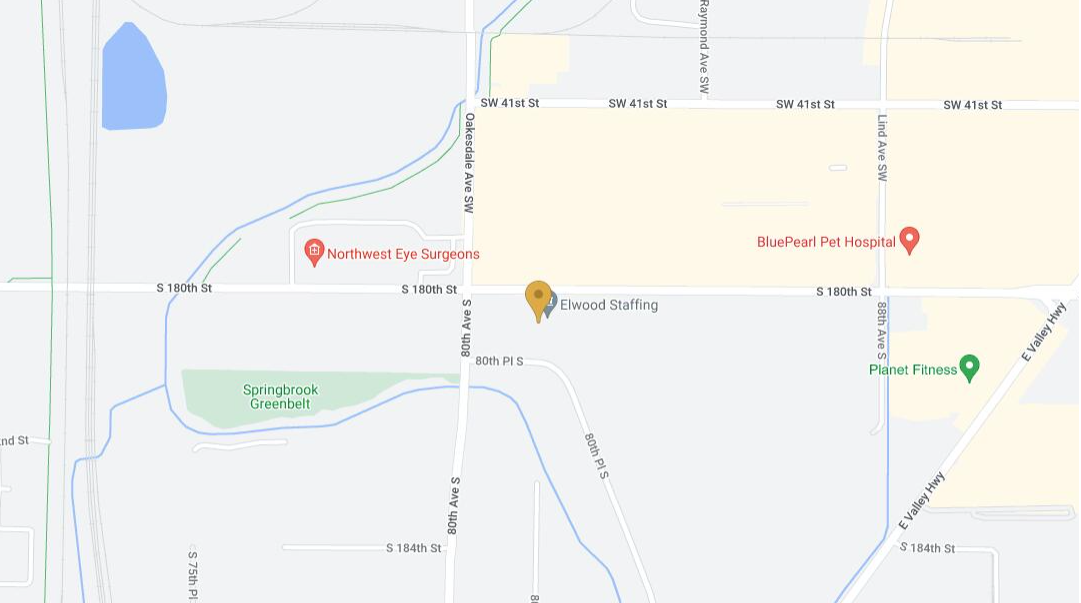 Raymond Ave SW
SW 41st St
SW 41st St
SW 41st St
SW 41st St
Oakesdale Ave SW
Lind Ave SW
Northwest Eye Surgeons
BluePearl Pet Hospital
S 180th St
S 180th St
S 180th St
Elwood Staffing
80th Ave S
88th Ave S
E Valley Hwy
80th Pl S
Planet Fitness
Springbrook
Greenbelt
nd St
80th Pl S
80th Ave S
E Valley Hwy
S 184th St
S 184th St
S 75th Pl